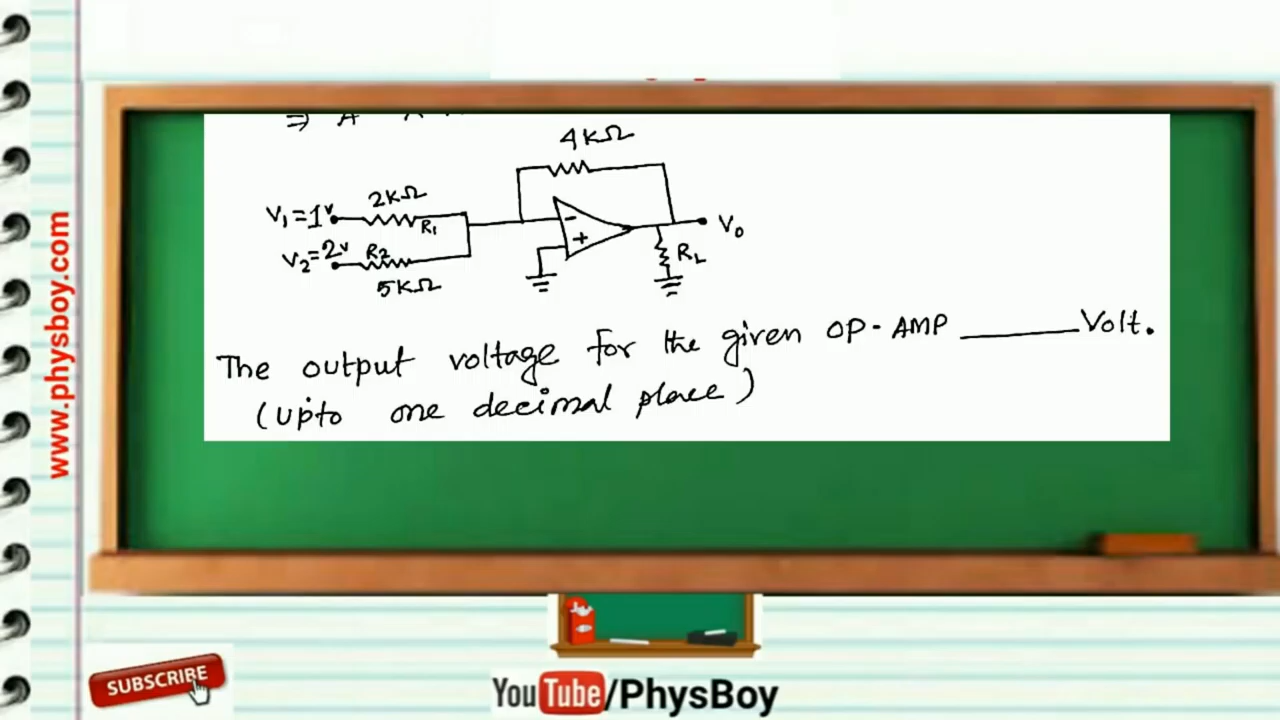 4KΩ
V₁=1v 2KΩ
R₁
V₂=2v R₂
5KΩ
V₀
R_L
The output voltage for the given OP-AMP ______ Volt.
(upto one decimal place)
www.physboy.com
SUBSCRIBE
YouTube/PhysBoy